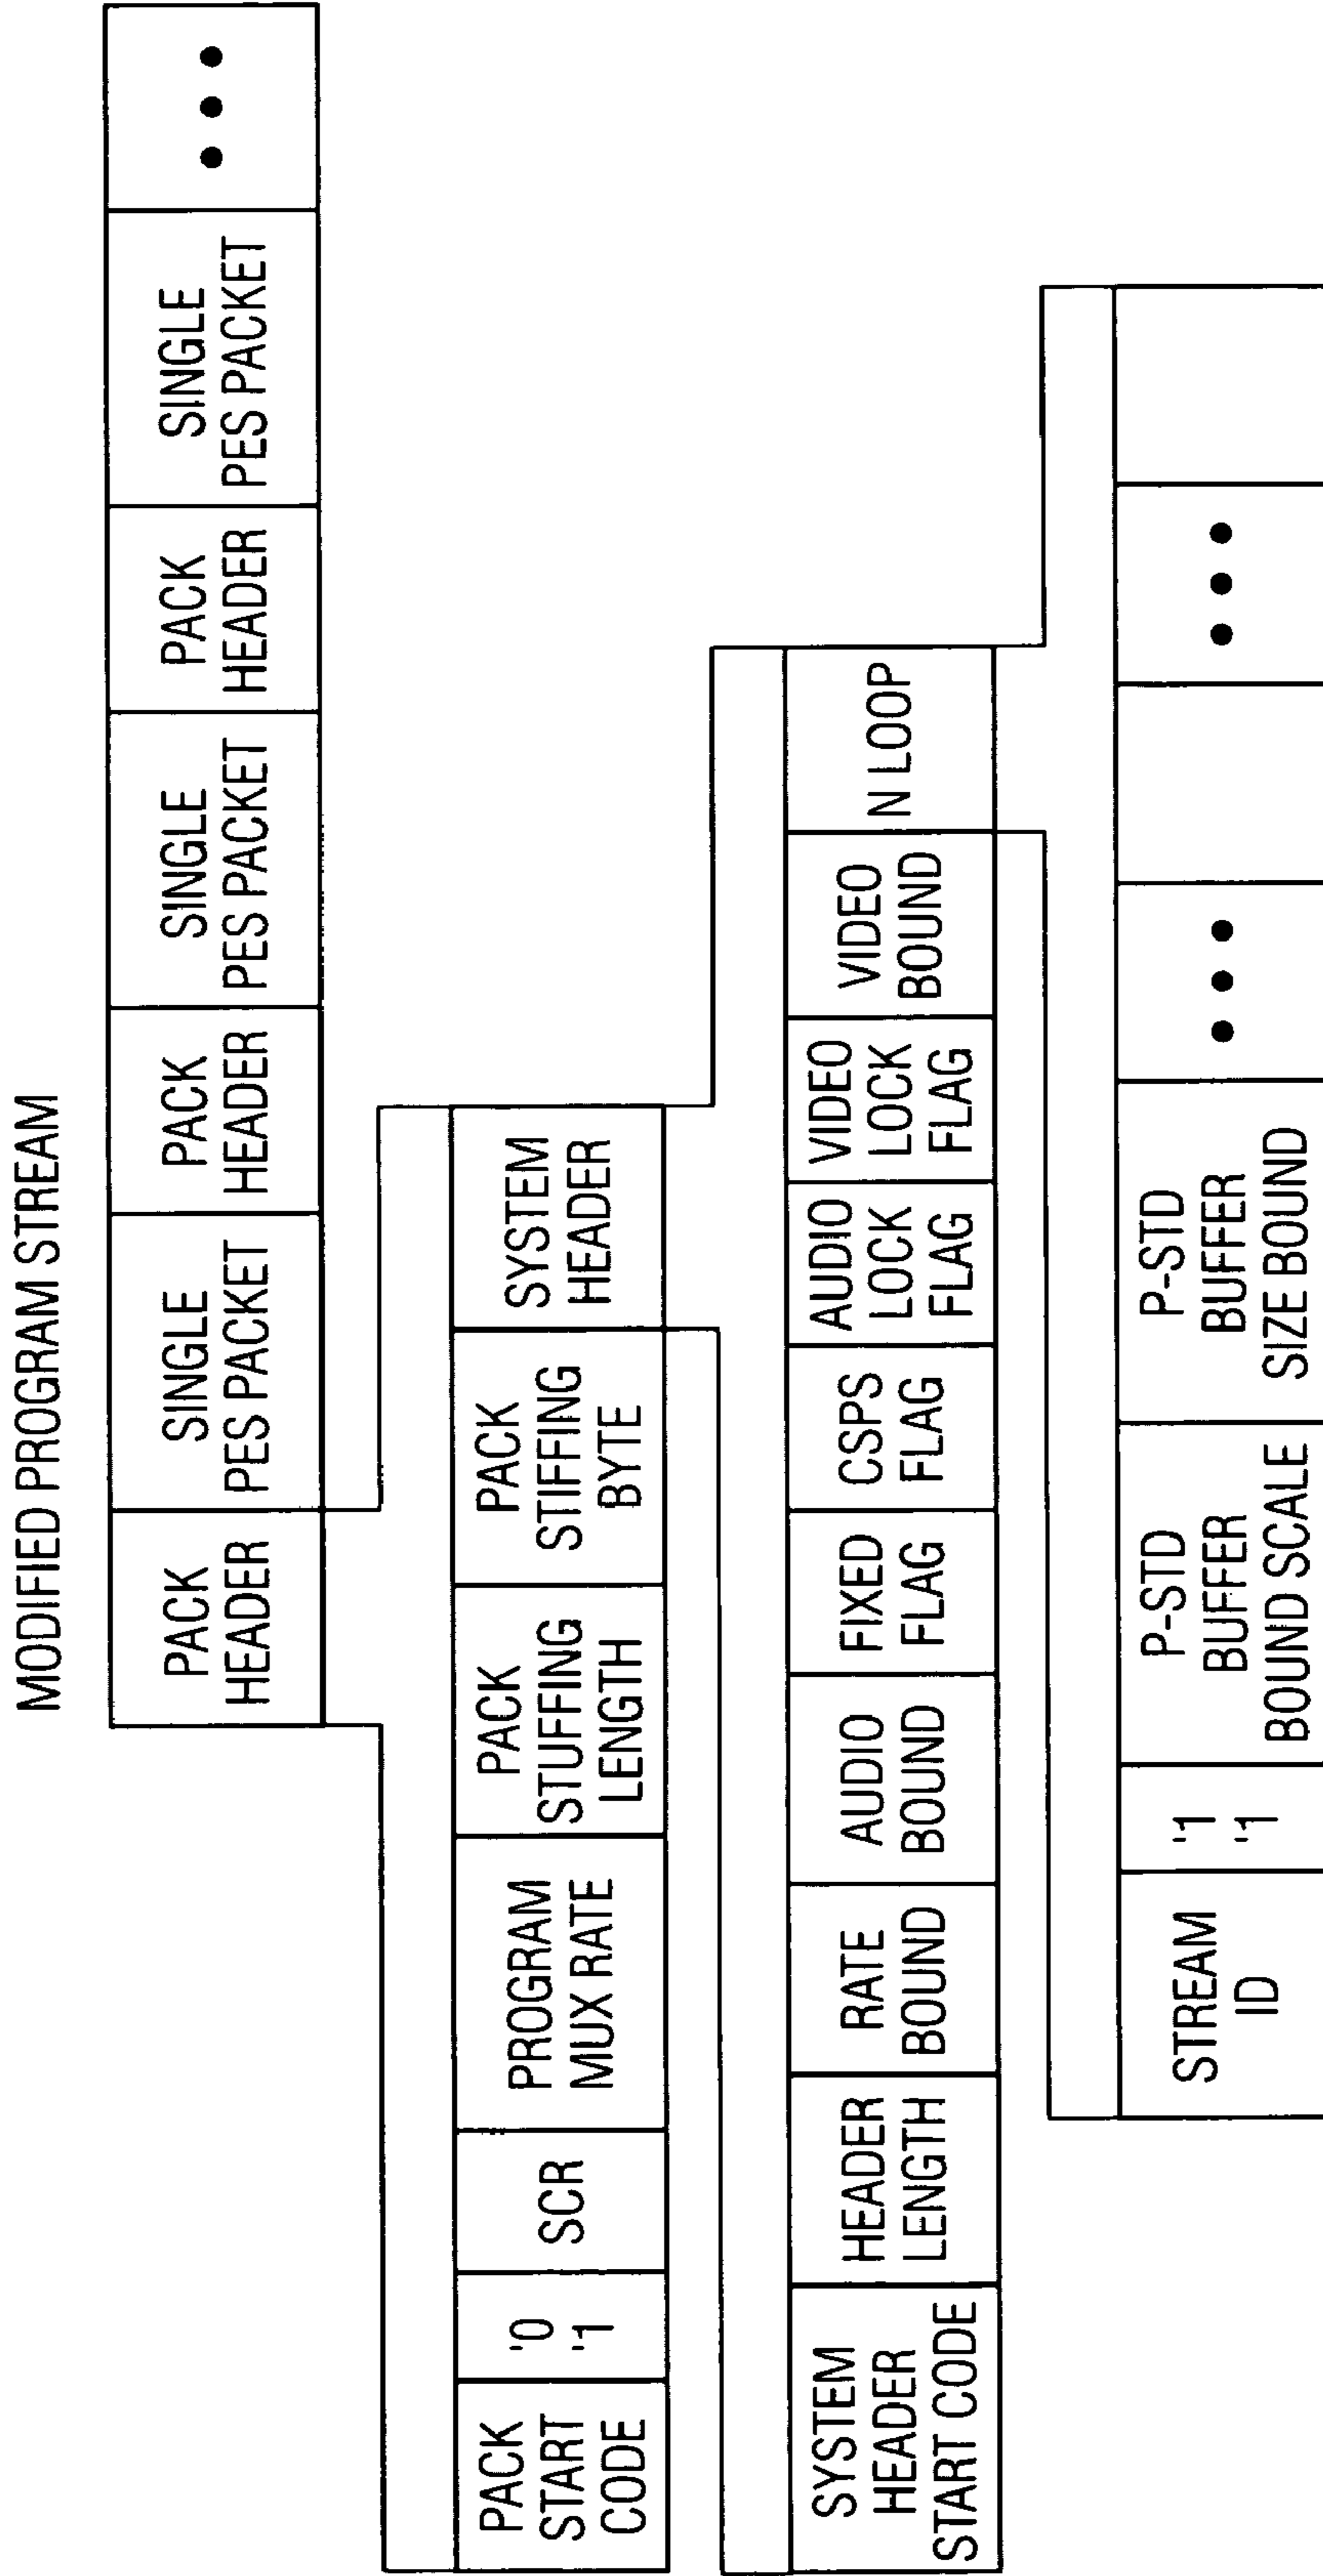 MODIFIED PROGRAM STREAM
PACK
HEADER
SINGLE
PES PACKET
PACK
HEADER
SINGLE
PES PACKET
PACK
HEADER
SINGLE
PES PACKET
• • •
PACK
START
CODE
'0
'1
SCR
PROGRAM
MUX RATE
PACK
STUFFING
LENGTH
PACK
STIFFING
BYTE
SYSTEM
HEADER
SYSTEM
HEADER
START CODE
HEADER
LENGTH
RATE
BOUND
AUDIO
BOUND
FIXED
FLAG
CSPS
FLAG
AUDIO
LOCK
FLAG
VIDEO
LOCK
FLAG
VIDEO
BOUND
N LOOP
STREAM
ID
'1
'1
P-STD
BUFFER
BOUND SCALE
P-STD
BUFFER
SIZE BOUND
• • •
• • •